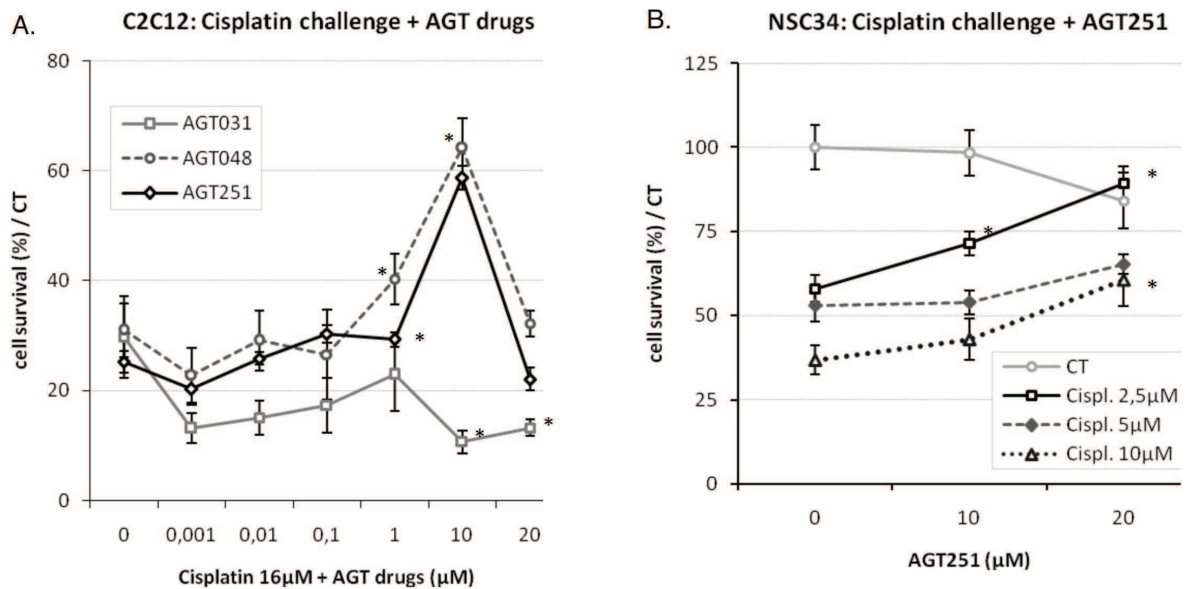 A.
C2C12: Cisplatin challenge + AGT drugs
cell survival (%) / CT
80
60
40
20
0
AGT031
AGT048
AGT251
*
*
*
*
*
0 0,001 0,01 0,1 1 10 20
Cisplatin 16µM + AGT drugs (µM)
B.
NSC34: Cisplatin challenge + AGT251
cell survival (%) / CT
125
100
75
50
25
0
*
*
*
CT
Cispl. 2,5µM
Cispl. 5µM
Cispl. 10µM
0 10 20
AGT251 (µM)